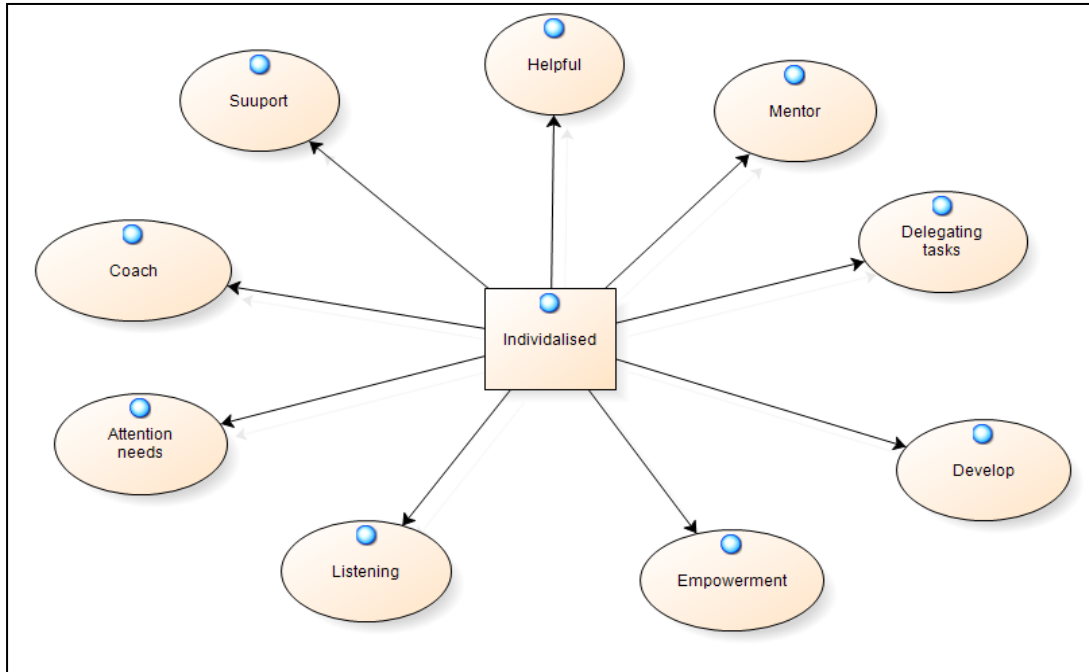 Helpful
Suuport
Mentor
Delegating
tasks
Coach
Individalised
Attention
needs
Develop
Listening
Empowerment